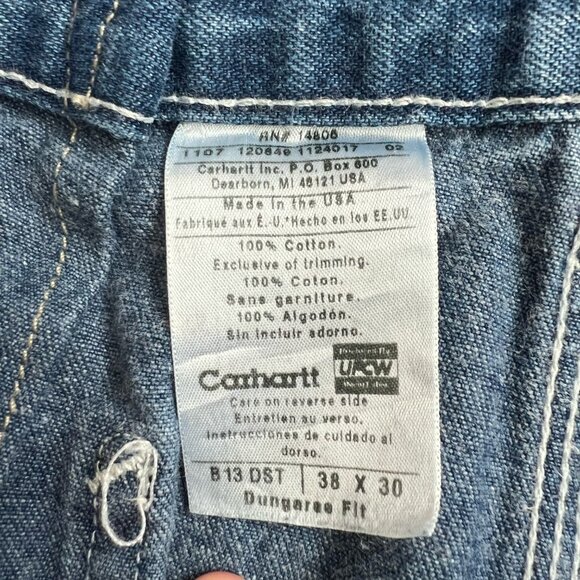 RN# 14806
1107 120649 1124017 02
Carhartt Inc. P.O. Box 600
Dearborn, MI 48121 USA
Made in the USA
Fabriqué aux É.-U.*Hecho en los EE.UU.
100% Cotton.
Exclusive of trimming.
100% Coton.
Sans garniture.
100% Algodón.
Sin incluir adorno.
Produced By
UFCW
Carhartt
Care on reverse side
Entretien au verso.
Instrucciones de cuidado al
dorso.
B13 DST 38 X 30
Dungaree Fit